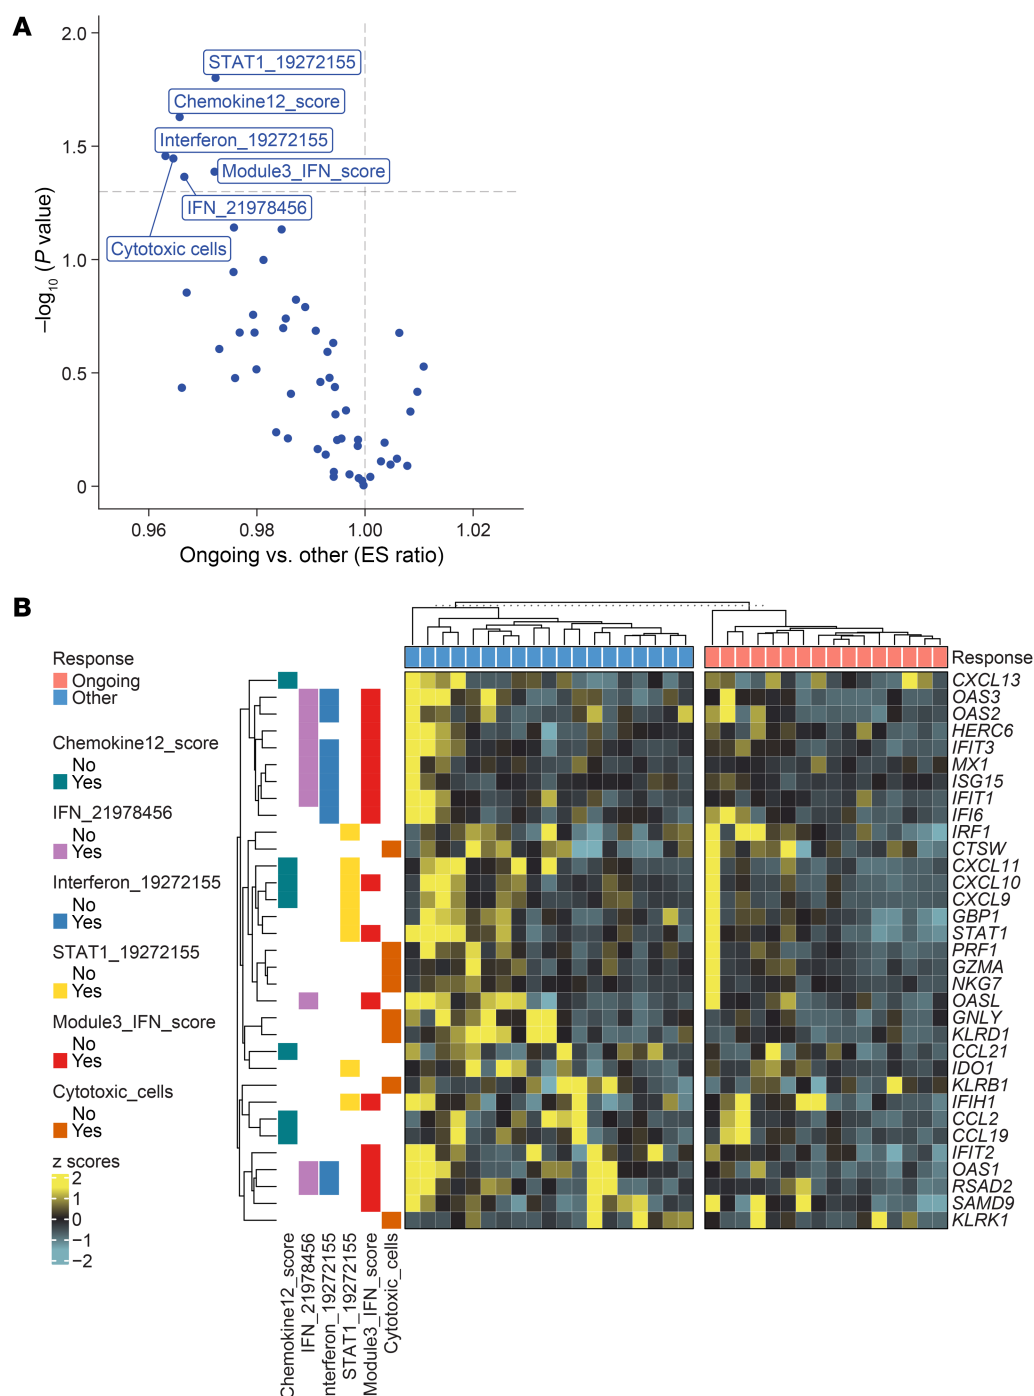 A
2.0
1.5
1.0
0.5
0
–log10 (P value)
STAT1_19272155
Chemokine12_score
Interferon_19272155
Module3_IFN_score
IFN_21978456
Cytotoxic cells
0.96
0.98
1.00
1.02
Ongoing vs. other (ES ratio)
B
Response
Ongoing
Other
Chemokine12_score
No
Yes
IFN_21978456
No
Yes
Interferon_19272155
No
Yes
STAT1_19272155
No
Yes
Module3_IFN_score
No
Yes
Cytotoxic_cells
No
Yes
z scores
2
1
0
−1
−2
Response
CXCL13
OAS3
OAS2
HERC6
IFIT3
MX1
ISG15
IFIT1
IFI6
IRF1
CTSW
CXCL11
CXCL10
CXCL9
GBP1
STAT1
PRF1
GZMA
NKG7
OASL
GNLY
KLRD1
CCL21
IDO1
KLRB1
IFIH1
CCL2
CCL19
IFIT2
OAS1
RSAD2
SAMD9
KLRK1
Chemokine12_score
IFN_21978456
nterferon_19272155
STAT1_19272155
Module3_IFN_score
Cytotoxic_cells